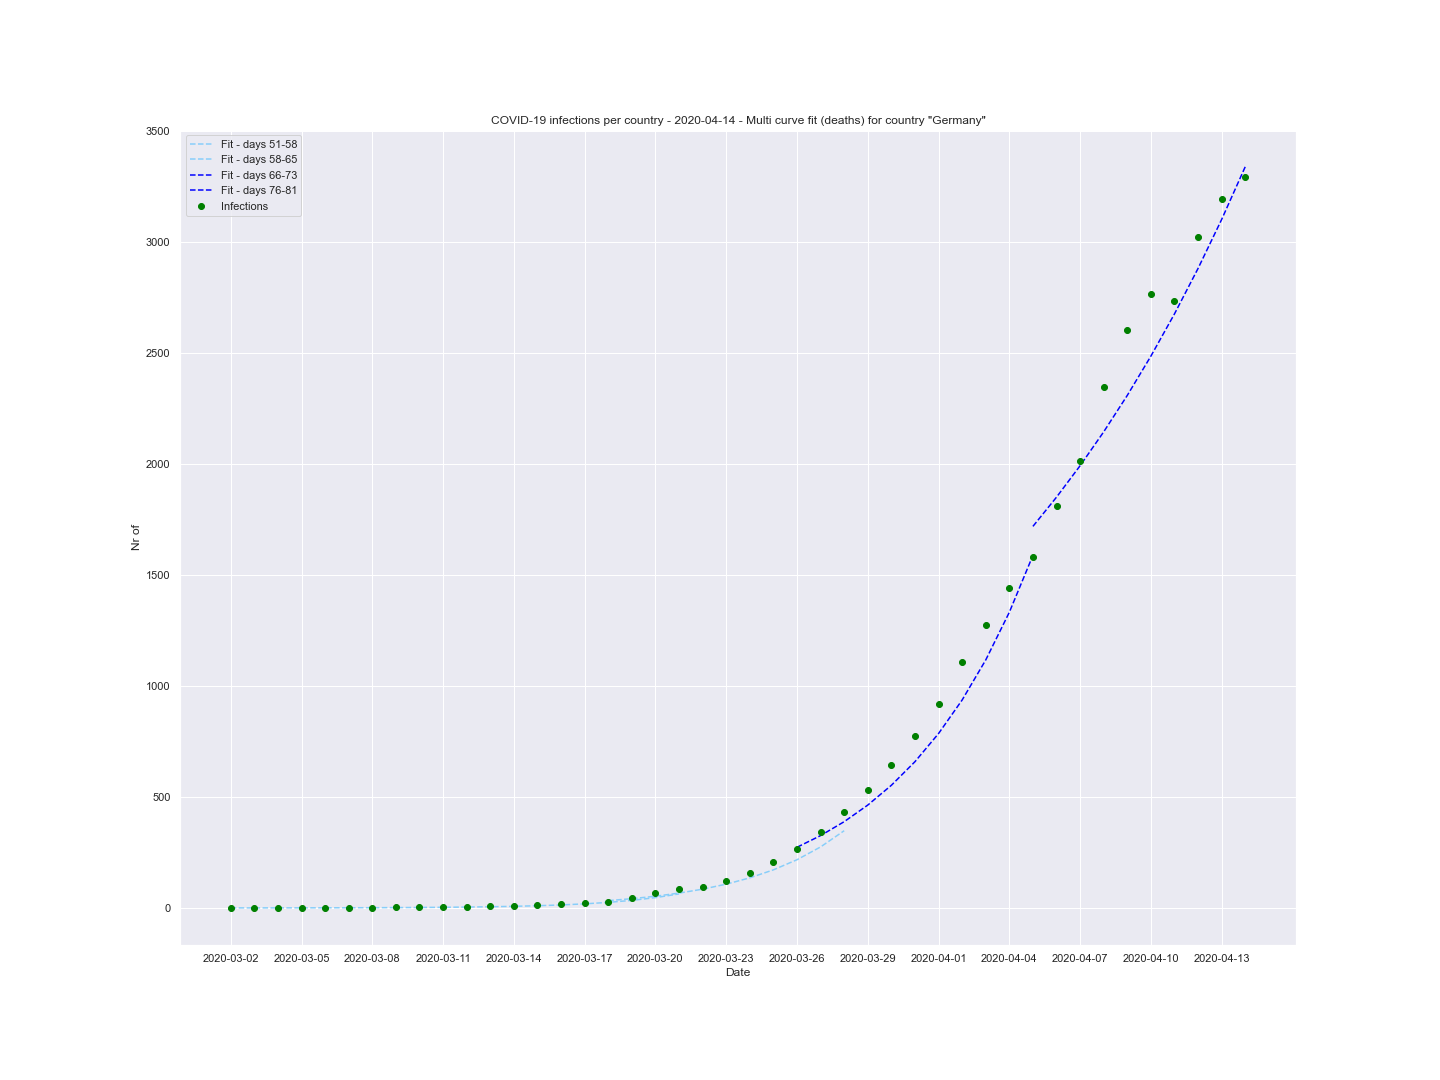 COVID-19 infections per country - 2020-04-14 - Multi curve fit (deaths) for country "Germany"
Fit - days 51-58
Fit - days 58-65
Fit - days 66-73
Fit - days 76-81
Infections
3500
3000
2500
2000
1500
1000
500
0
Nr of
2020-03-02 2020-03-05 2020-03-08 2020-03-11 2020-03-14 2020-03-17 2020-03-20 2020-03-23 2020-03-26 2020-03-29 2020-04-01 2020-04-04 2020-04-07 2020-04-10 2020-04-13
Date